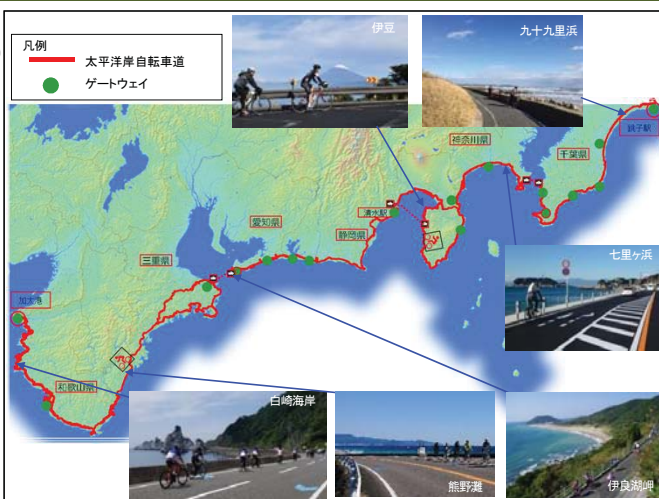 凡例
太平洋岸自転車道
ゲートウェイ
伊豆
九十九里浜
銚子駅
神奈川県
千葉県
清水駅
愛知県
静岡県
三重県
七里ヶ浜
加太港
和歌山県
白崎海岸
熊野灘
伊良湖岬